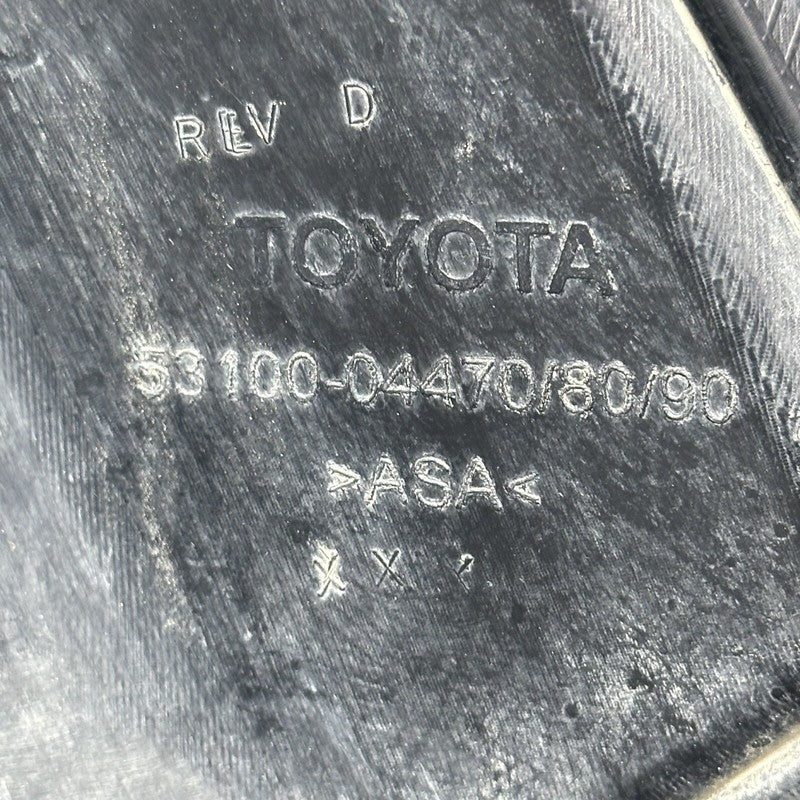 REV D
TOYOTA
53100-04470/80/90
>ASA<
X X